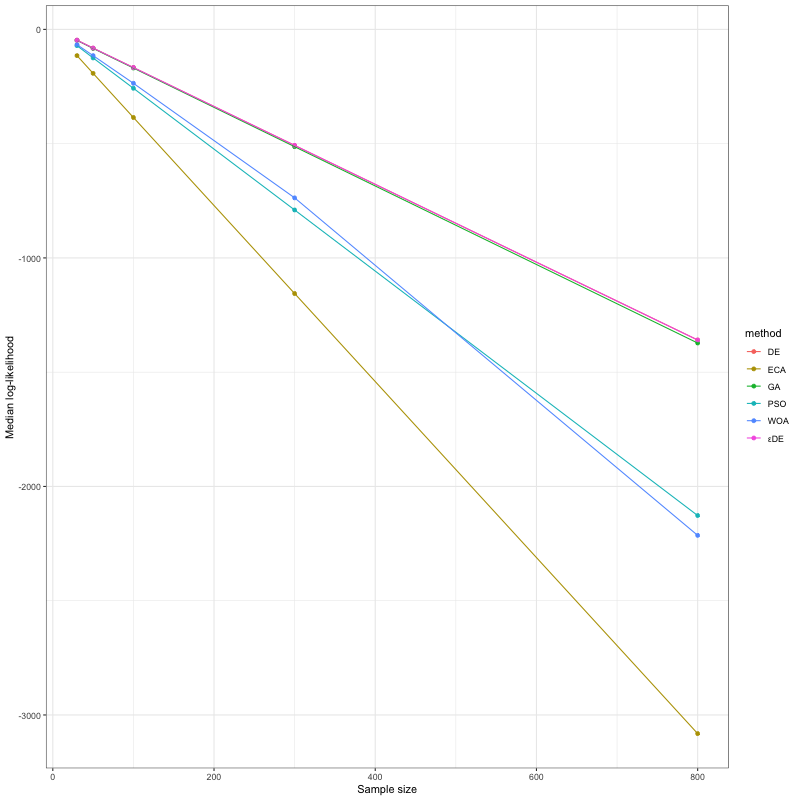 Median log-likelihood
0
-1000
-2000
-3000
0 200 400 600 800
Sample size
method
DE
ECA
GA
PSO
WOA
εDE